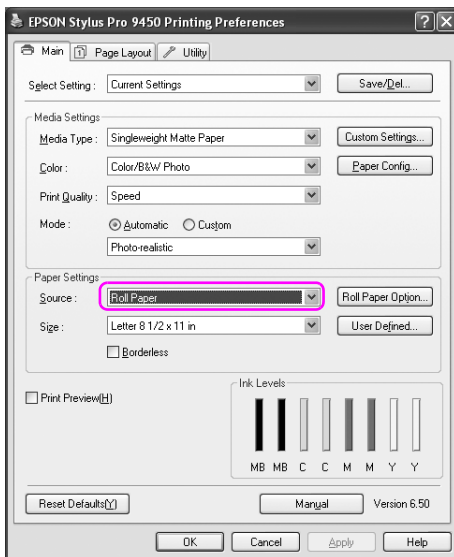 EPSON Stylus Pro 9450 Printing Preferences
Main Page Layout Utility
Select Setting : Current Settings Save/Del...
Media Settings
Media Type : Singleweight Matte Paper Custom Settings...
Color : Color/B&W Photo Paper Config...
Print Quality : Speed
Mode : Automatic Custom
Photo-realistic
Paper Settings
Source : Roll Paper Roll Paper Option...
Size : Letter 8 1/2 x 11 in User Defined...
Borderless
Print Preview(H)
Ink Levels
MB MB C C M M Y Y
Reset Defaults(Y) Manual Version 6.50
OK Cancel Apply Help